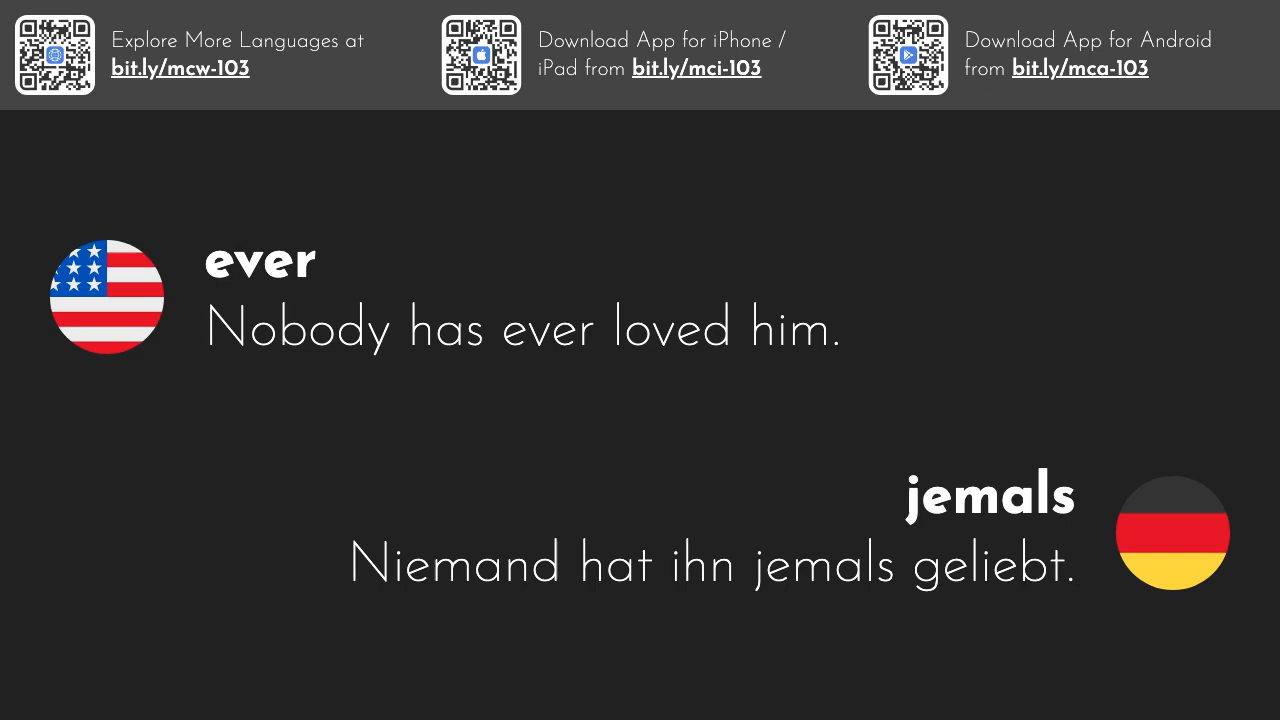 Explore More Languages at
bit.ly/mcw-103
Download App for iPhone /
iPad from bit.ly/mci-103
Download App for Android
from bit.ly/mca-103
ever
Nobody has ever loved him.
jemals
Niemand hat ihn jemals geliebt.